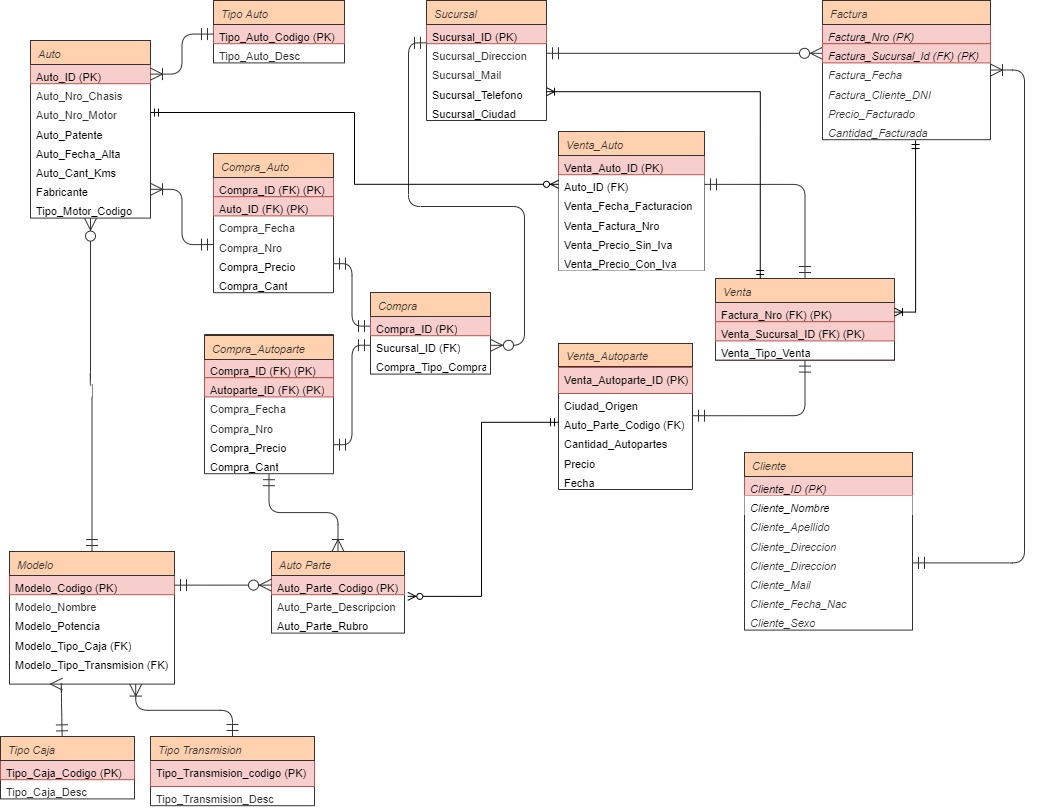 Tipo Auto
Tipo_Auto_Codigo (PK)
Tipo_Auto_Desc
Sucursal
Sucursal_ID (PK)
Sucursal_Direccion
Sucursal_Mail
Sucursal_Telefono
Sucursal_Ciudad
Factura
Factura_Nro (PK)
Factura_Sucursal_Id (FK) (PK)
Factura_Fecha
Factura_Cliente_DNI
Precio_Facturado
Cantidad_Facturada
Auto
Auto_ID (PK)
Auto_Nro_Chasis
Auto_Nro_Motor
Auto_Patente
Auto_Fecha_Alta
Auto_Cant_Kms
Fabricante
Tipo_Motor_Codigo
Compra_Auto
Compra_ID (FK) (PK)
Auto_ID (FK) (PK)
Compra_Fecha
Compra_Nro
Compra_Precio
Compra_Cant
Venta_Auto
Venta_Auto_ID (PK)
Auto_ID (FK)
Venta_Fecha_Facturacion
Venta_Factura_Nro
Venta_Precio_Sin_Iva
Venta_Precio_Con_Iva
Compra
Compra_ID (PK)
Sucursal_ID (FK)
Compra_Tipo_Compra
Venta
Factura_Nro (FK) (PK)
Venta_Sucursal_ID (FK) (PK)
Venta_Tipo_Venta
Compra_Autoparte
Compra_ID (FK) (PK)
Autoparte_ID (FK) (PK)
Compra_Fecha
Compra_Nro
Compra_Precio
Compra_Cant
Venta_Autoparte
Venta_Autoparte_ID (PK)
Ciudad_Origen
Auto_Parte_Codigo (FK)
Cantidad_Autopartes
Precio
Fecha
Cliente
Cliente_ID (PK)
Cliente_Nombre
Cliente_Apellido
Cliente_Direccion
Cliente_Direccion
Cliente_Mail
Cliente_Fecha_Nac
Cliente_Sexo
Modelo
Modelo_Codigo (PK)
Modelo_Nombre
Modelo_Potencia
Modelo_Tipo_Caja (FK)
Modelo_Tipo_Transmision (FK)
Auto Parte
Auto_Parte_Codigo (PK)
Auto_Parte_Descripcion
Auto_Parte_Rubro
Tipo Caja
Tipo_Caja_Codigo (PK)
Tipo_Caja_Desc
Tipo Transmision
Tipo_Transmision_codigo (PK)
Tipo_Transmision_Desc